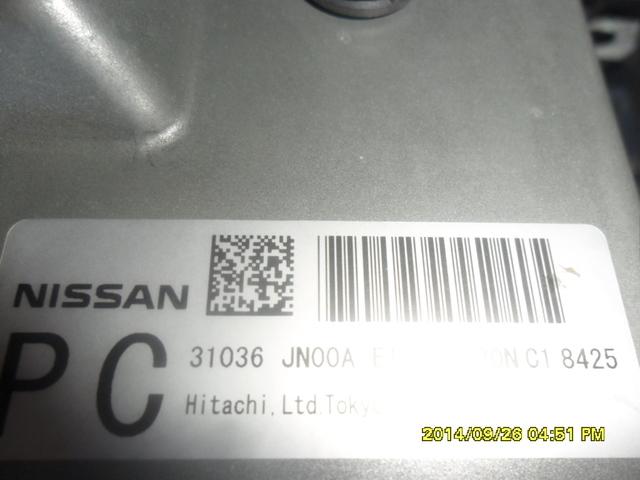 NISSAN
PC
31036 JN00A C1 8425
Hitachi,Ltd.
2014/09/26 04:51 PM